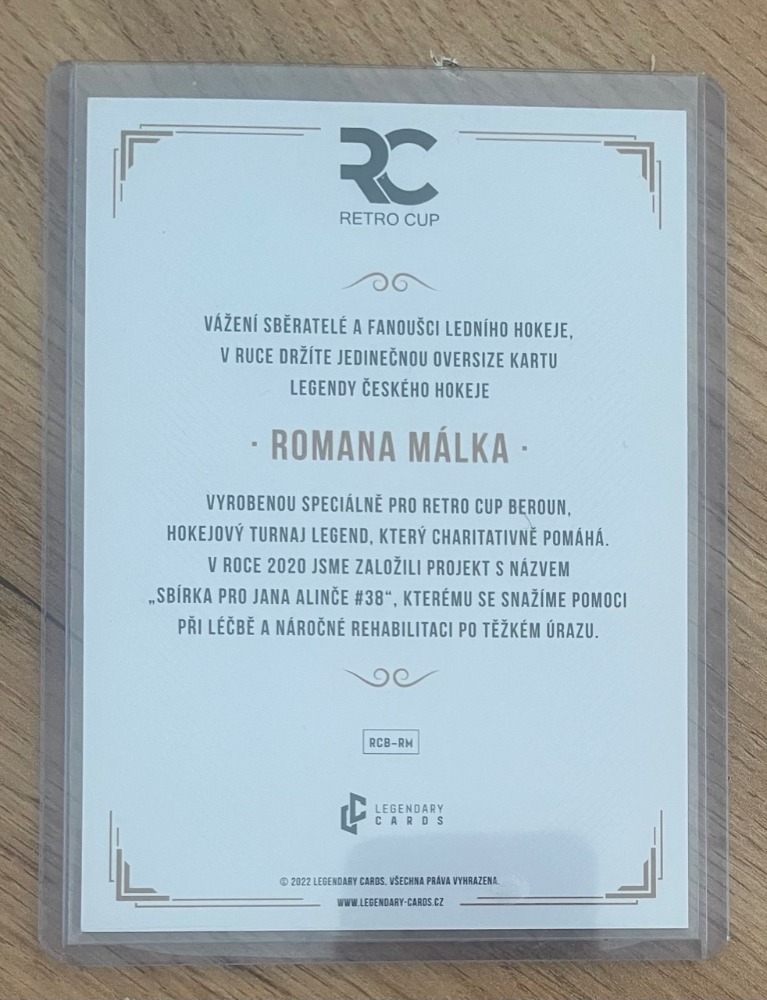 RC
RETRO CUP
VÁŽENÍ SBĚRATELÉ A FANOUŠCI LEDNÍHO HOKEJE,
V RUCE DRŽÍTE JEDINEČNOU OVERSIZE KARTU
LEGENDY ČESKÉHO HOKEJE
· ROMANA MÁLKA ·
VYROBENOU SPECIÁLNĚ PRO RETRO CUP BEROUN,
HOKEJOVÝ TURNAJ LEGEND, KTERÝ CHARITATIVNĚ POMÁHÁ.
V ROCE 2020 JSME ZALOŽILI PROJEKT S NÁZVEM
„SBÍRKA PRO JANA ALINČE #38“, KTERÉMU SE SNAŽÍME POMOCI
PŘI LÉČBĚ A NÁROČNÉ REHABILITACI PO TĚŽKÉM ÚRAZU.
RCB-RM
LEGENDARY
CARDS
© 2022 LEGENDARY CARDS. VŠECHNA PRÁVA VYHRAZENA.
WWW.LEGENDARY-CARDS.CZ